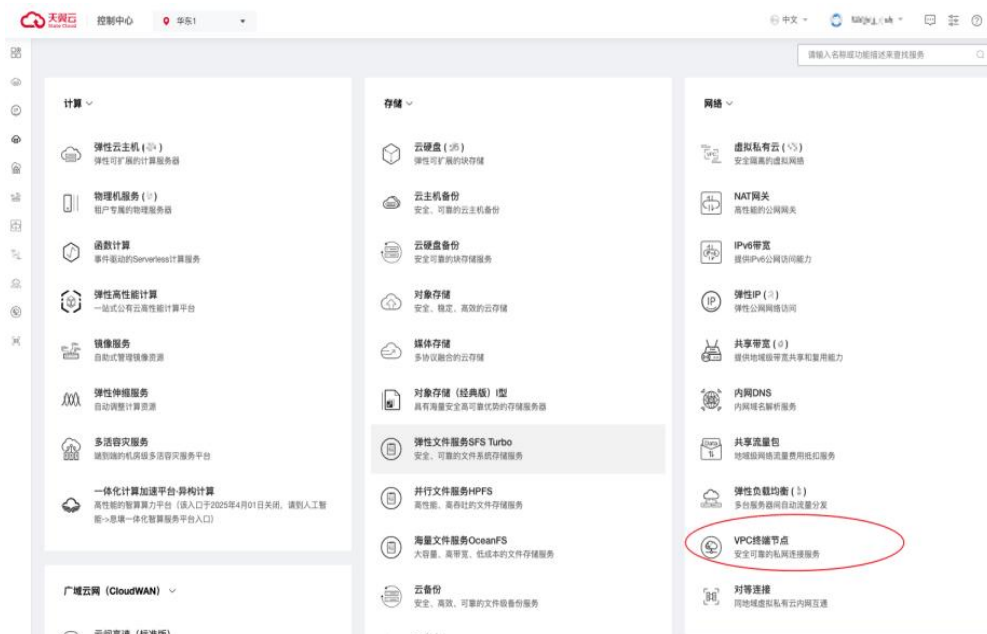 天翼云
State Cloud
控制中心
华东1
中文
请输入名称或功能描述来查找服务
计算
弹性云主机 ( )
弹性可扩展的计算服务器
物理机服务 ( )
租户专属的物理服务器
函数计算
事件驱动的Serverless计算服务
弹性高性能计算
一站式公有云高性能计算平台
镜像服务
自助式管理镜像资源
弹性伸缩服务
自动调整计算资源
多活容灾服务
端到端的机房级多活容灾服务平台
一体化计算加速平台-异构计算
高性能的智算算力平台（该入口于2025年4月01日关闭，请到人工智
能->息壤一体化智算服务平台入口）
广域云网（CloudWAN）
云间高速（标准版）
存储
云硬盘 ( )
弹性可扩展的块存储
云主机备份
安全、可靠的云主机备份
云硬盘备份
安全可靠的块存储服务
对象存储
安全、稳定、高效的云存储
媒体存储
多协议融合的云存储
对象存储（经典版）I型
具有海量安全高可靠优势的存储服务器
弹性文件服务SFS Turbo
安全、可靠的文件系统存储服务
并行文件服务HPFS
高性能、高吞吐的文件存储服务
海量文件服务OceanFS
大容量、高带宽、低成本的文件存储服务
云备份
安全、高效、可靠的文件级备份服务
网络
虚拟私有云 ( )
安全隔离的虚拟网络
VPC
NAT网关
高性能的公网网关
IPv6带宽
提供IPv6公网访问能力
弹性IP ( )
弹性公网网络访问
IP
共享带宽 ( )
提供地域级带宽共享和复用能力
内网DNS
内网域名解析服务
共享流量包
地域级网络流量费用抵扣服务
弹性负载均衡 ( )
多台服务器间自动流量分发
VPC终端节点
安全可靠的私网连接服务
对等连接
同地域虚拟私有云内网互通